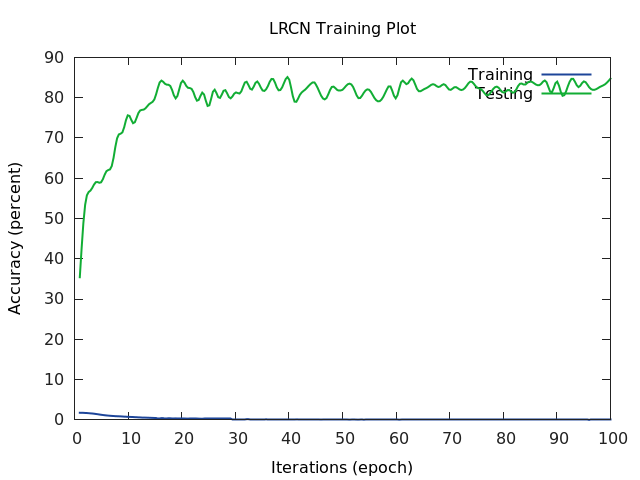 LRCN Training Plot
90
80
70
60
50
40
30
20
10
0
Accuracy (percent)
Training
Testing
0 10 20 30 40 50 60 70 80 90 100
Iterations (epoch)